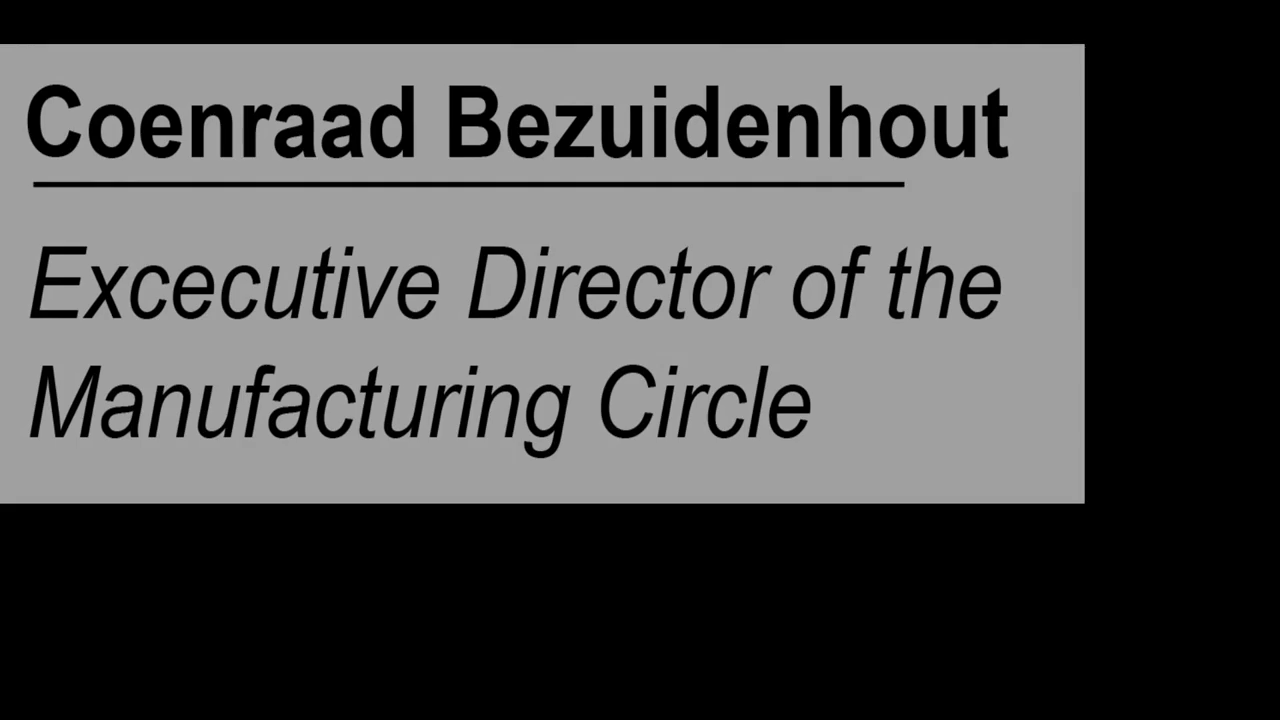 Coenraad Bezuidenhout
Excecutive Director of the
Manufacturing Circle